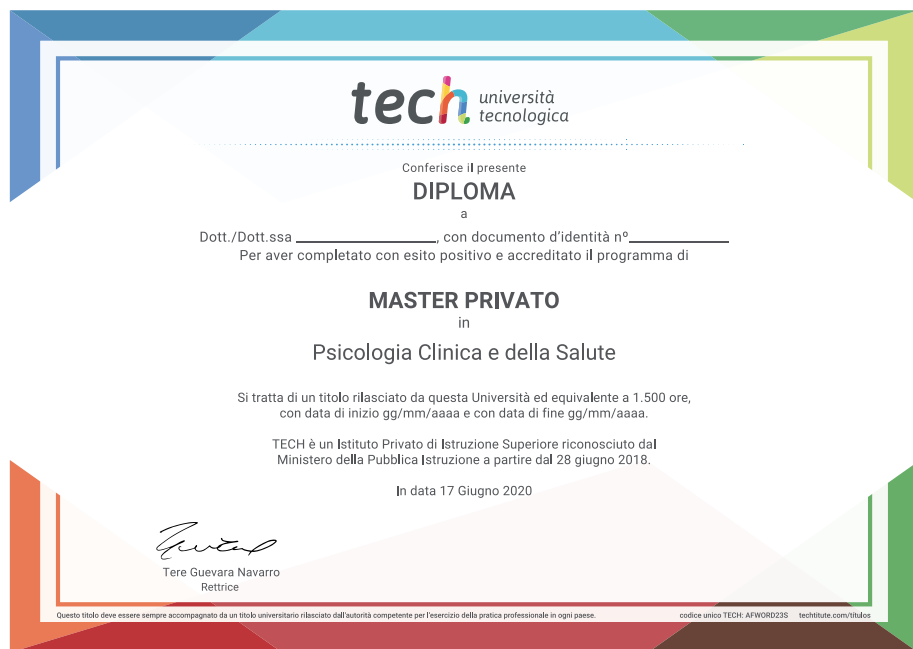 tech università
tecnologica
Conferisce il presente
DIPLOMA
a
Dott./Dott.ssa ________________, con documento d'identità nº____________
Per aver completato con esito positivo e accreditato il programma di
MASTER PRIVATO
in
Psicologia Clinica e della Salute
Si tratta di un titolo rilasciato da questa Università ed equivalente a 1.500 ore,
con data di inizio gg/mm/aaaa e con data di fine gg/mm/aaaa.
TECH è un Istituto Privato di Istruzione Superiore riconosciuto dal
Ministero della Pubblica Istruzione a partire dal 28 giugno 2018.
In data 17 Giugno 2020
Tere Guevara Navarro
Rettrice
Questo titolo deve essere sempre accompagnato da un titolo universitario rilasciato dall'autorità competente per l'esercizio della pratica professionale in ogni paese. codice unico TECH: AFWORD23S techtitute.com/titulos